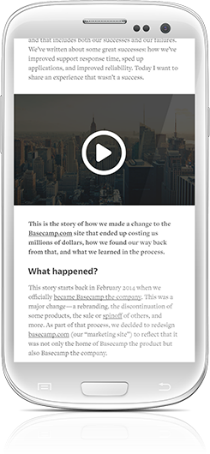 and that includes both our successes and our failures.
We've written about some great successes: how we've
improved support response time, sped up
applications, and improved reliability. Today I want to
share an experience that wasn't a success.
This is the story of how we made a change to the
Basecamp.com site that ended up costing us
millions of dollars, how we found our way back
from that, and what we learned in the process.
What happened?
This story starts back in February 2014 when we
officially became Basecamp the company. This was a
major change—a rebranding, the discontinuation of
some products, the sale or spinoff of others, and
more. As part of that process, we decided to redesign
basecamp.com (our "marketing site") to reflect that it
was not only the home of Basecamp the product but
also Basecamp the company.